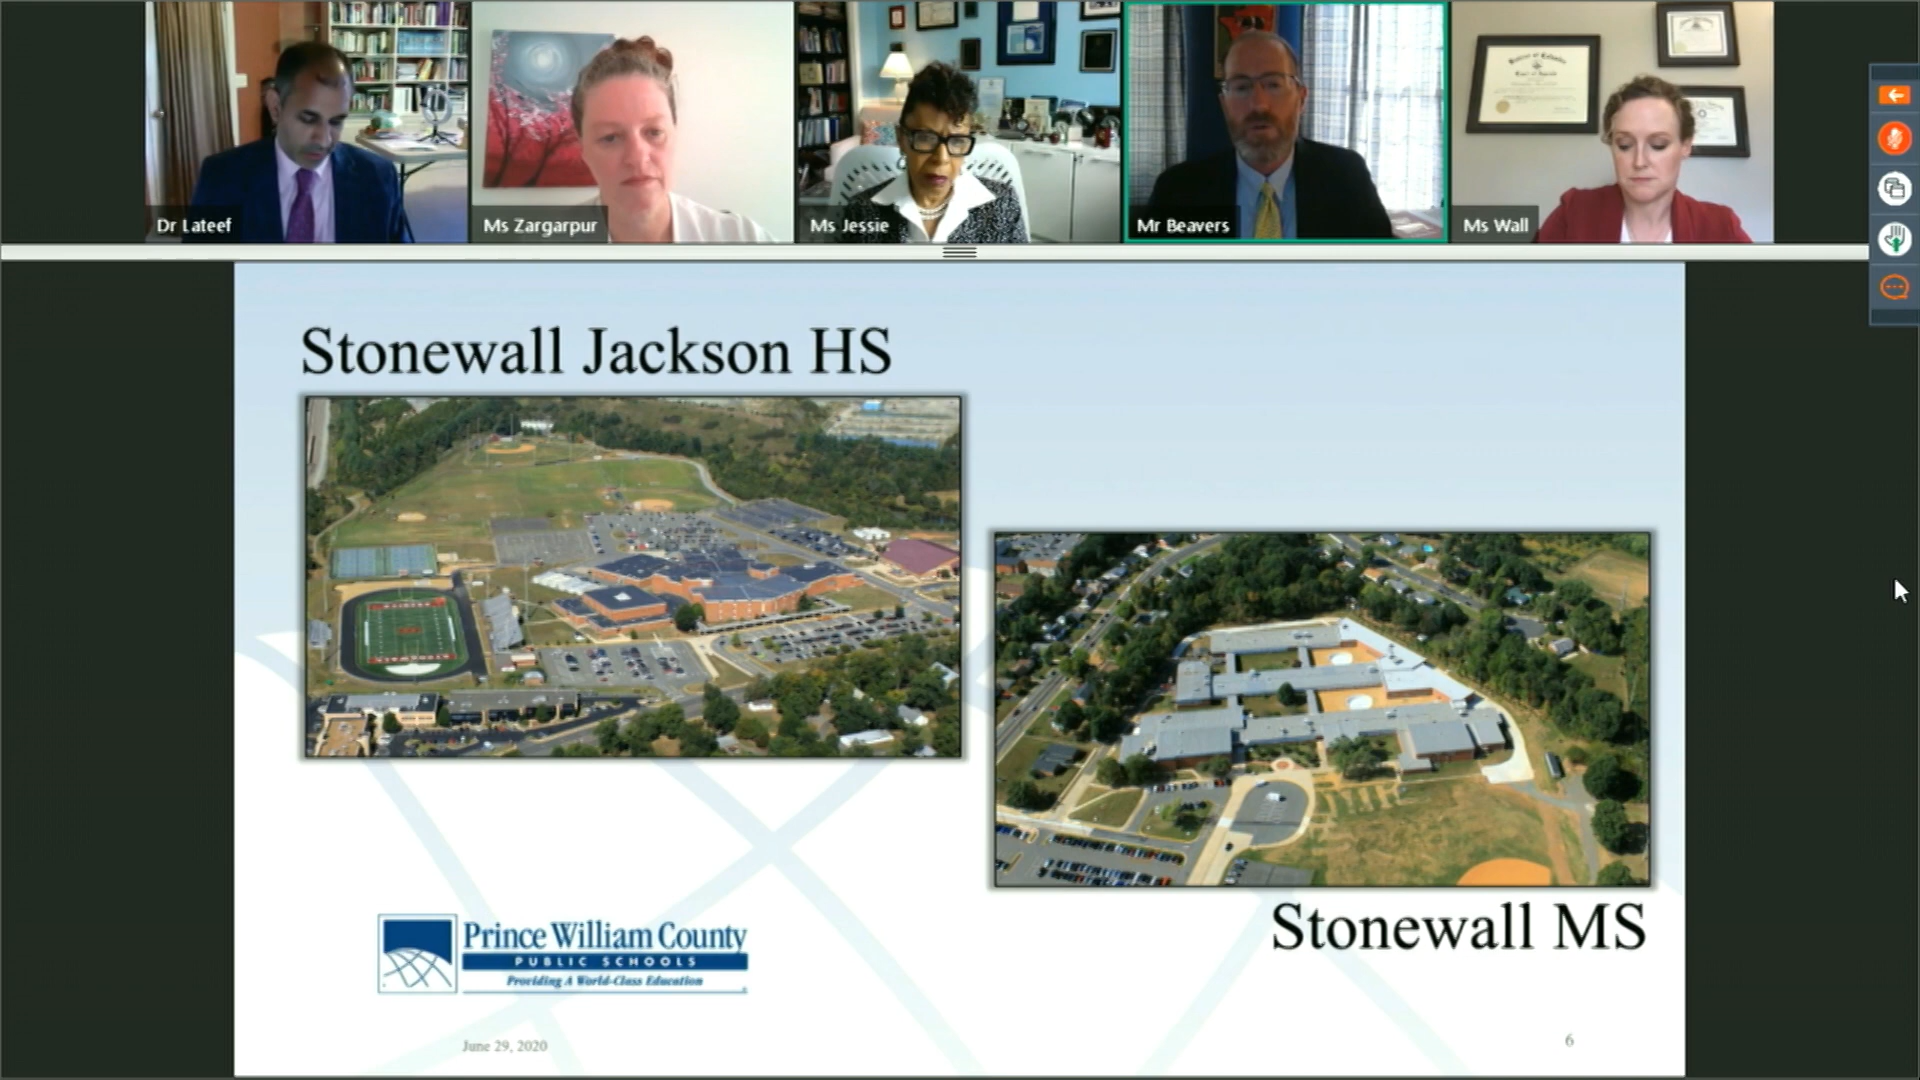 Dr Lateef
Ms Zargarpur
Ms Jessie
Mr Beavers
Ms Wall
Stonewall Jackson HS
Stonewall MS
Prince William County
PUBLIC SCHOOLS
Providing A World-Class Education
June 29, 2020
6